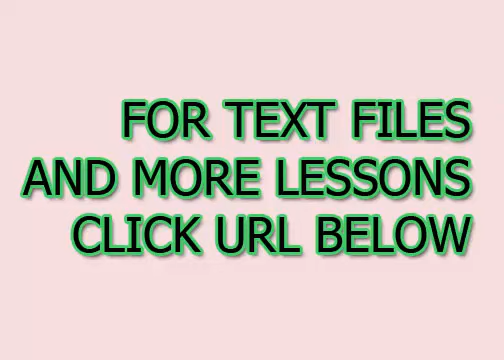 FOR TEXT FILES
AND MORE LESSONS
CLICK URL BELOW